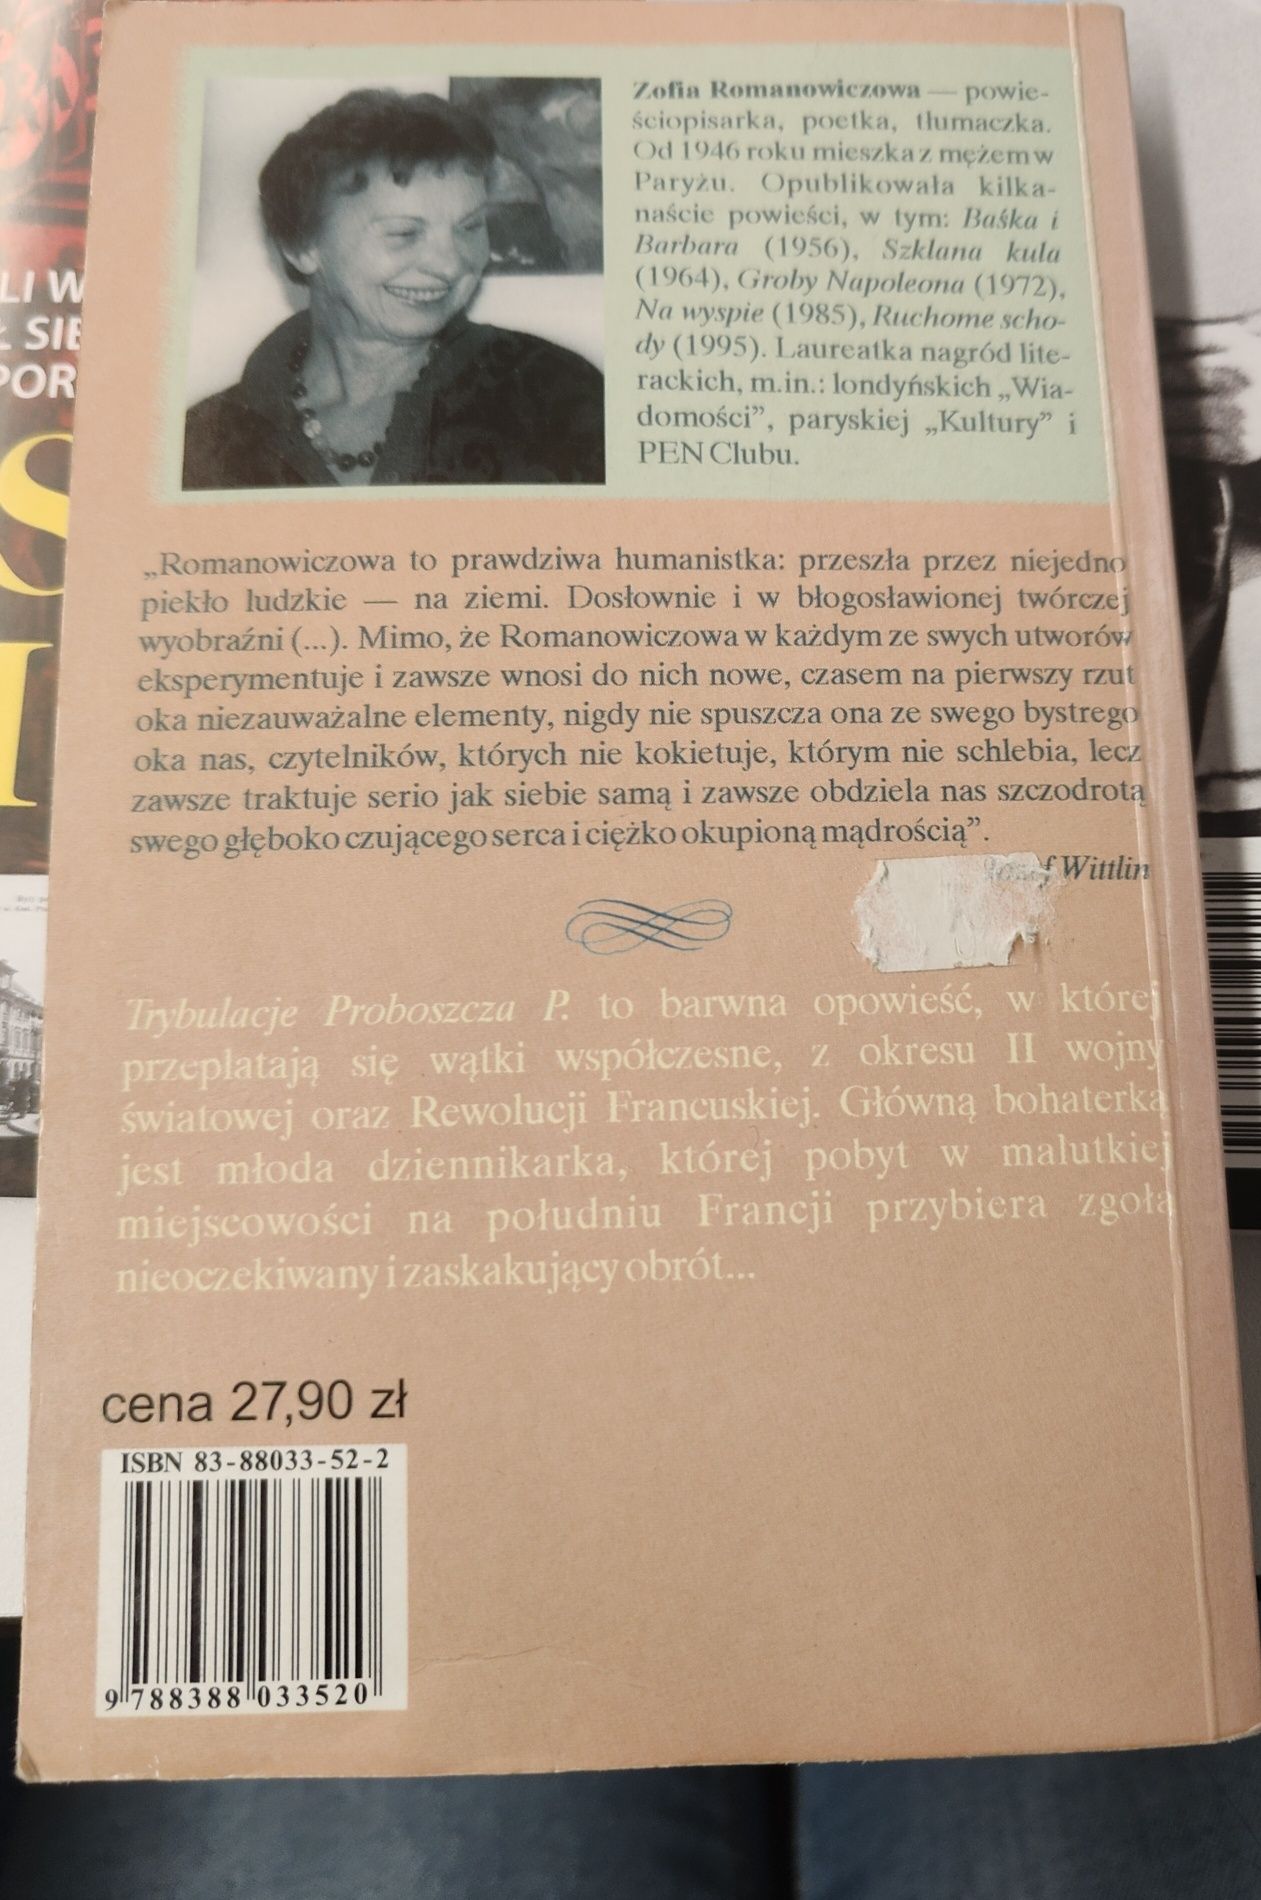 Zofia Romanowiczowa — powie-
ściopisarka, poetka, tłumaczka.
Od 1946 roku mieszka z mężem w
Paryżu. Opublikowała kilka-
naście powieści, w tym: Baśka i
Barbara (1956), Szklana kula
(1964), Groby Napoleona (1972),
Na wyspie (1985), Ruchome scho-
dy (1995). Laureatka nagród lite-
rackich, m.in.: londyńskich „Wia-
domości”, paryskiej „Kultury” i
PEN Clubu.
„Romanowiczowa to prawdziwa humanistka: przeszła przez niejedno
piekło ludzkie — na ziemi. Dosłownie i w błogosławionej twórczej
wyobraźni (...). Mimo, że Romanowiczowa w każdym ze swych utworów
eksperymentuje i zawsze wnosi do nich nowe, czasem na pierwszy rzut
oka niezauważalne elementy, nigdy nie spuszcza ona ze swego bystrego
oka nas, czytelników, których nie kokietuje, którym nie schlebia, lecz
zawsze traktuje serio jak siebie samą i zawsze obdziela nas szczodrotą
swego głęboko czującego serca i ciężko okupioną mądrością”.
Wittlin
Trybulacje Proboszcza P. to barwna opowieść, w której
przeplatają się wątki współczesne, z okresu II wojny
światowej oraz Rewolucji Francuskiej. Główną bohaterką
jest młoda dziennikarka, której pobyt w malutkiej
miejscowości na południu Francji przybiera zgoła
nieoczekiwany i zaskakujący obrót...
cena 27,90 zł
ISBN 83-88033-52-2
9 788388 033520
LI W
Ł SIE
POR
S
I